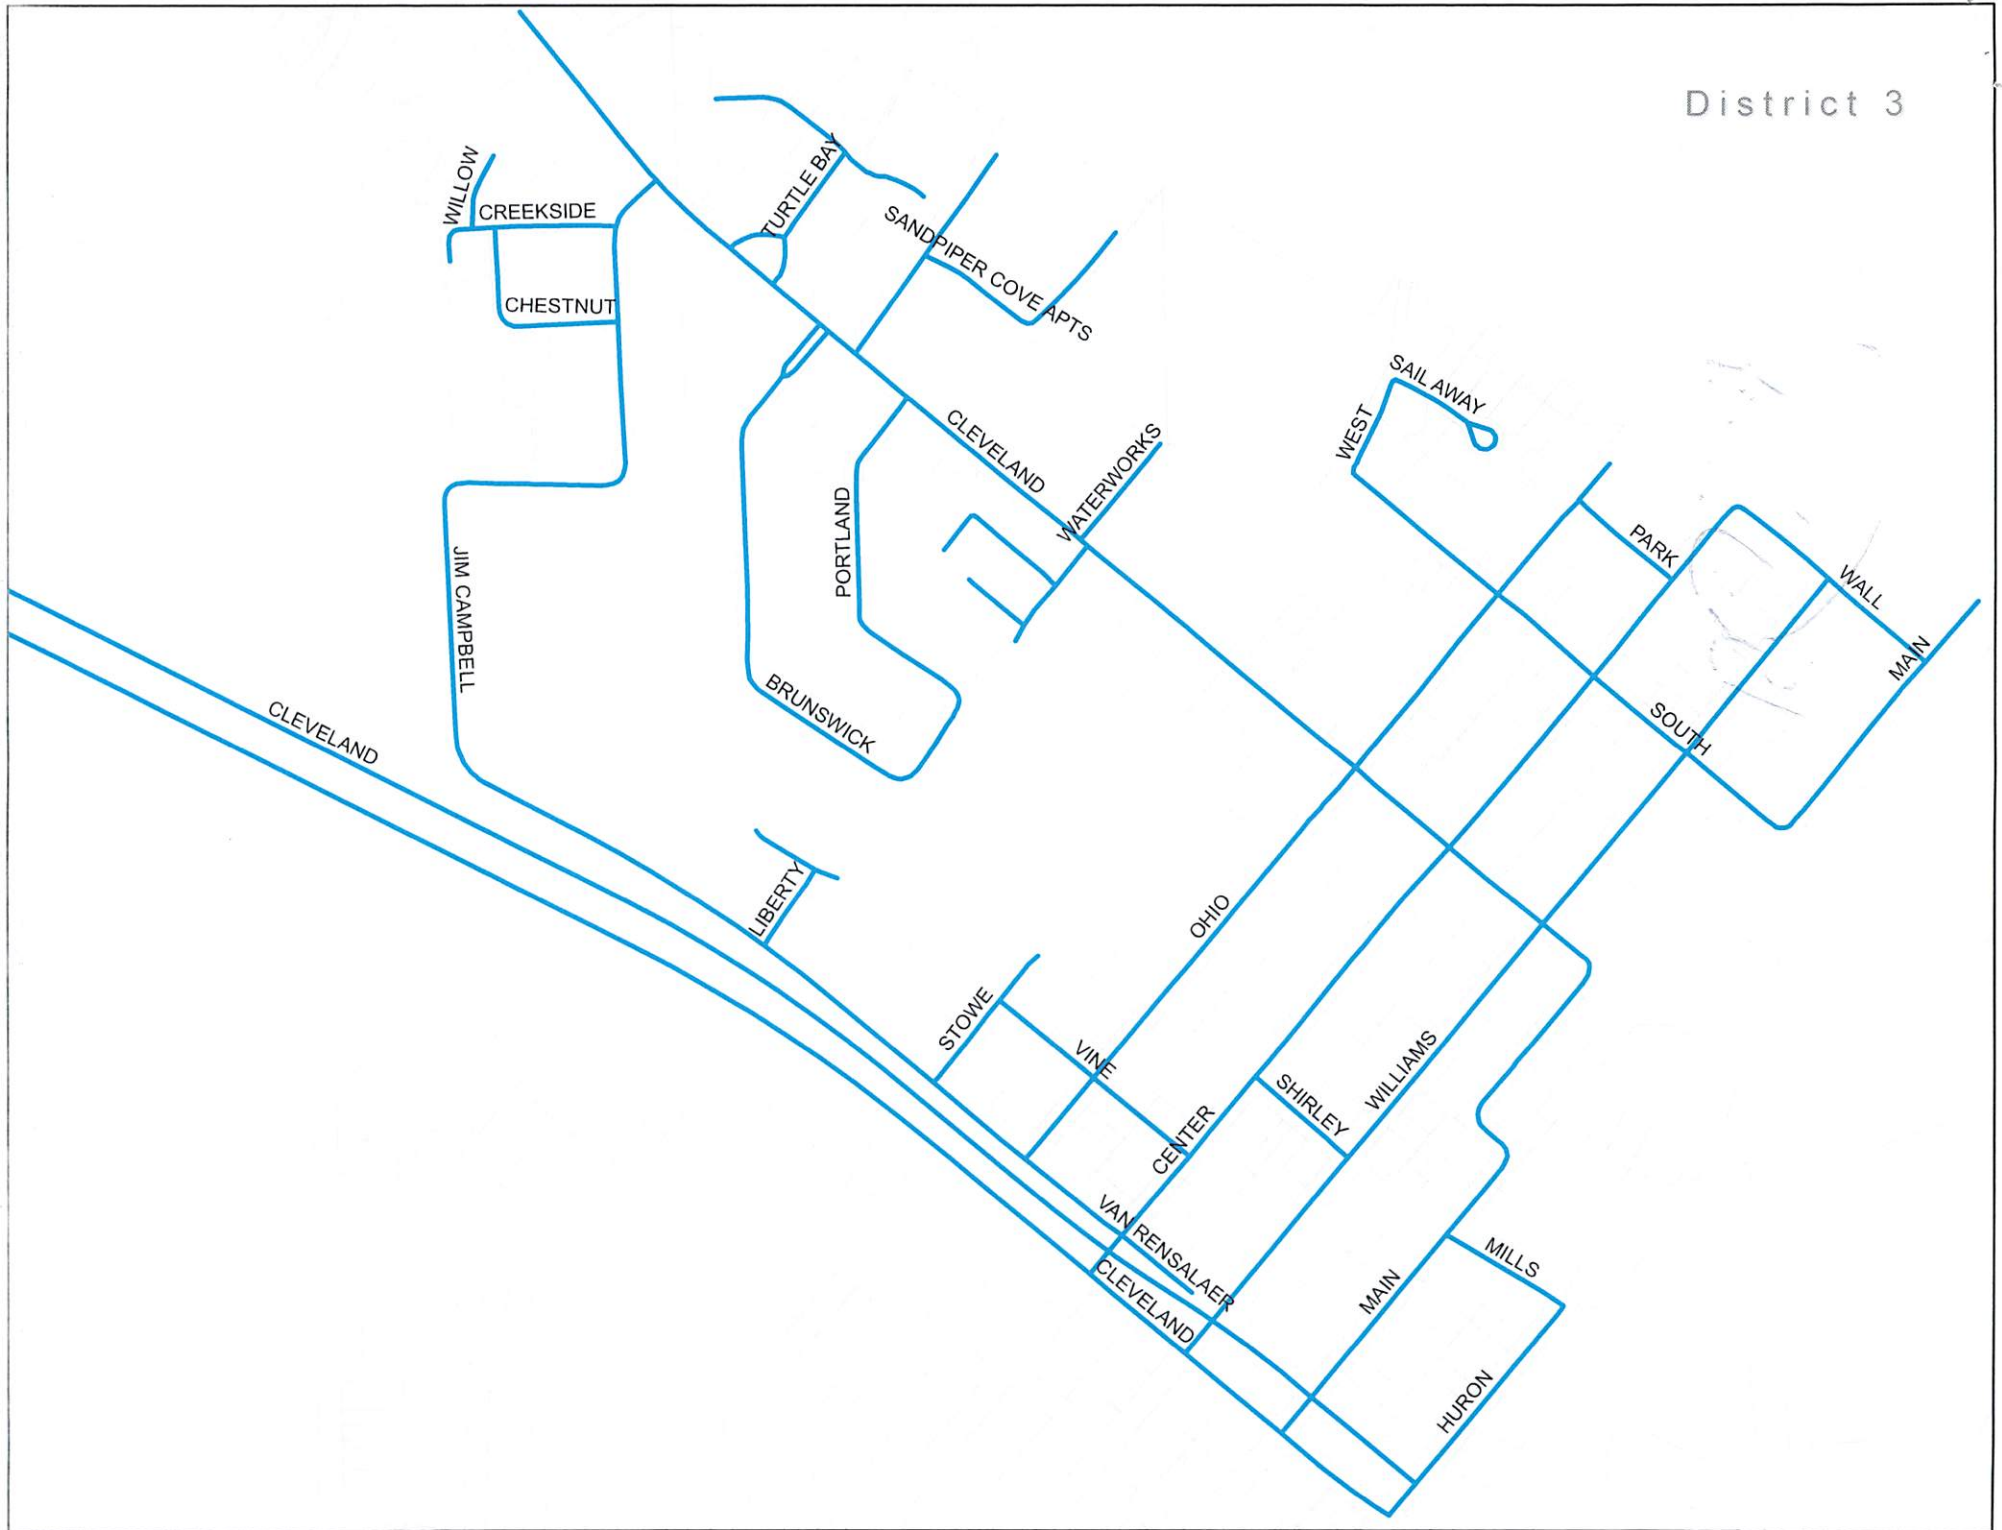 District 3
TURTLE BAY
WILLOW
CREEKSIDE
SANDPIPER COVE APTS
CHESTNUT
SAIL AWAY
WEST
CLEVELAND
WATERWORKS
PORTLAND
PARK
WALL
JIM CAMPBELL
MAIN
BRUNSWICK
SOUTH
CLEVELAND
LIBERTY
OHIO
STOWE
VINE
SHIRLEY
WILLIAMS
CENTER
VAN RENSALAER
CLEVELAND
MILLS
MAIN
HURON